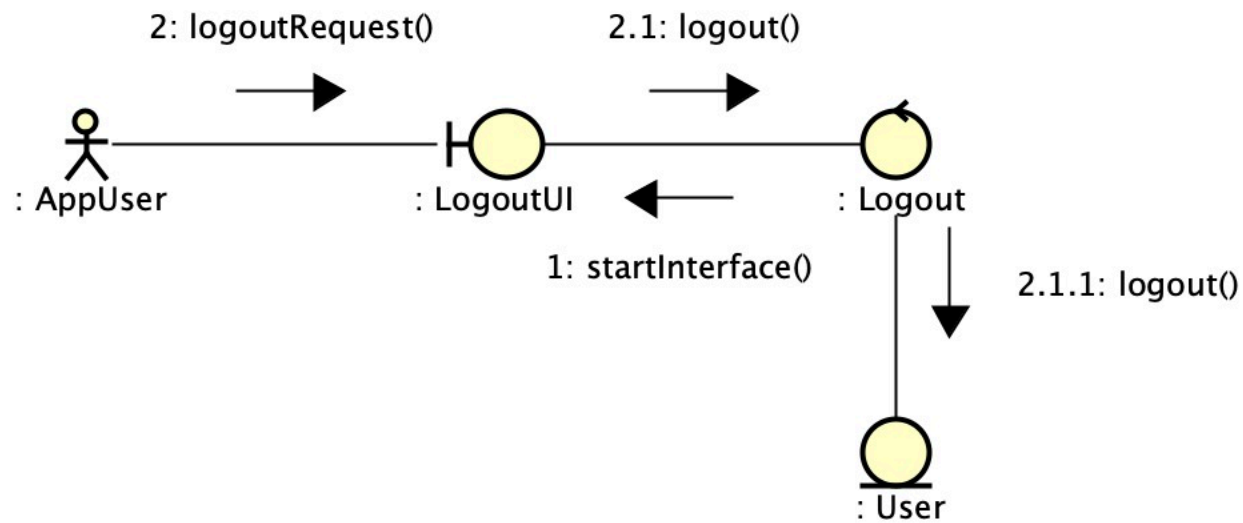 2: logoutRequest()
2.1: logout()
: AppUser
: LogoutUI
: Logout
1: startInterface()
2.1.1: logout()
: User